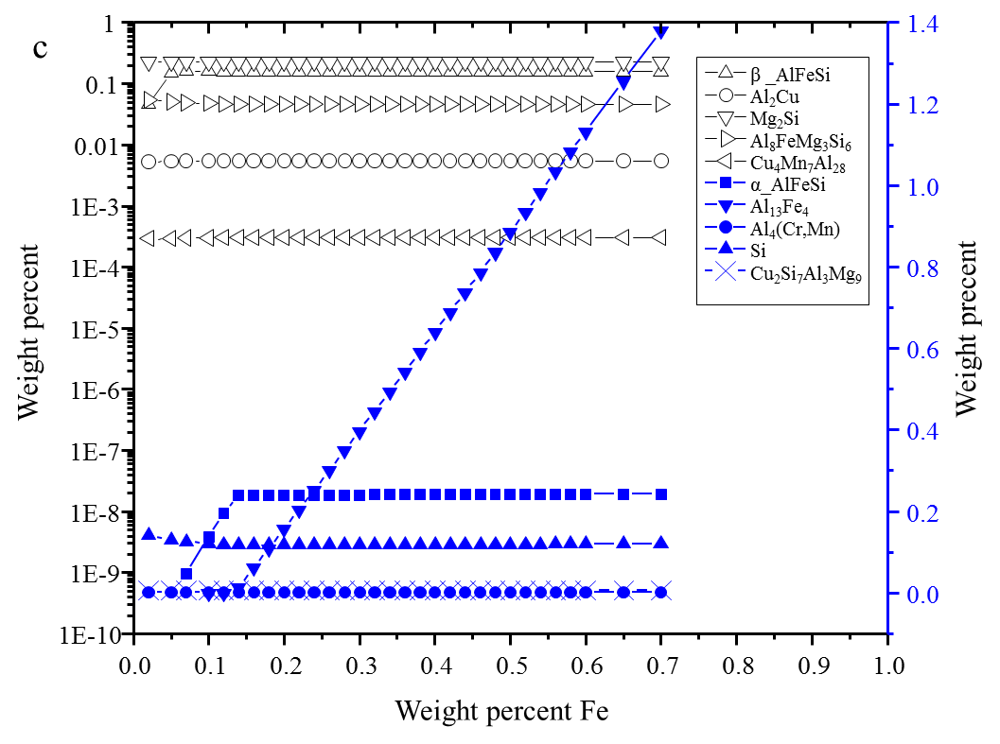 c
1
0.1
0.01
1E-3
1E-4
1E-5
1E-6
1E-7
1E-8
1E-9
1E-10
Weight percent
0.0 0.1 0.2 0.3 0.4 0.5 0.6 0.7 0.8 0.9 1.0
Weight percent Fe
1.4
1.2
1.0
0.8
0.6
0.4
0.2
0.0
Weight precent
β _AlFeSi
Al₂Cu
Mg₂Si
Al₈FeMg₃Si₆
Cu₄Mn₇Al₂₈
α_AlFeSi
Al₁₃Fe₄
Al₄(Cr,Mn)
Si
Cu₂Si₇Al₃Mg₉